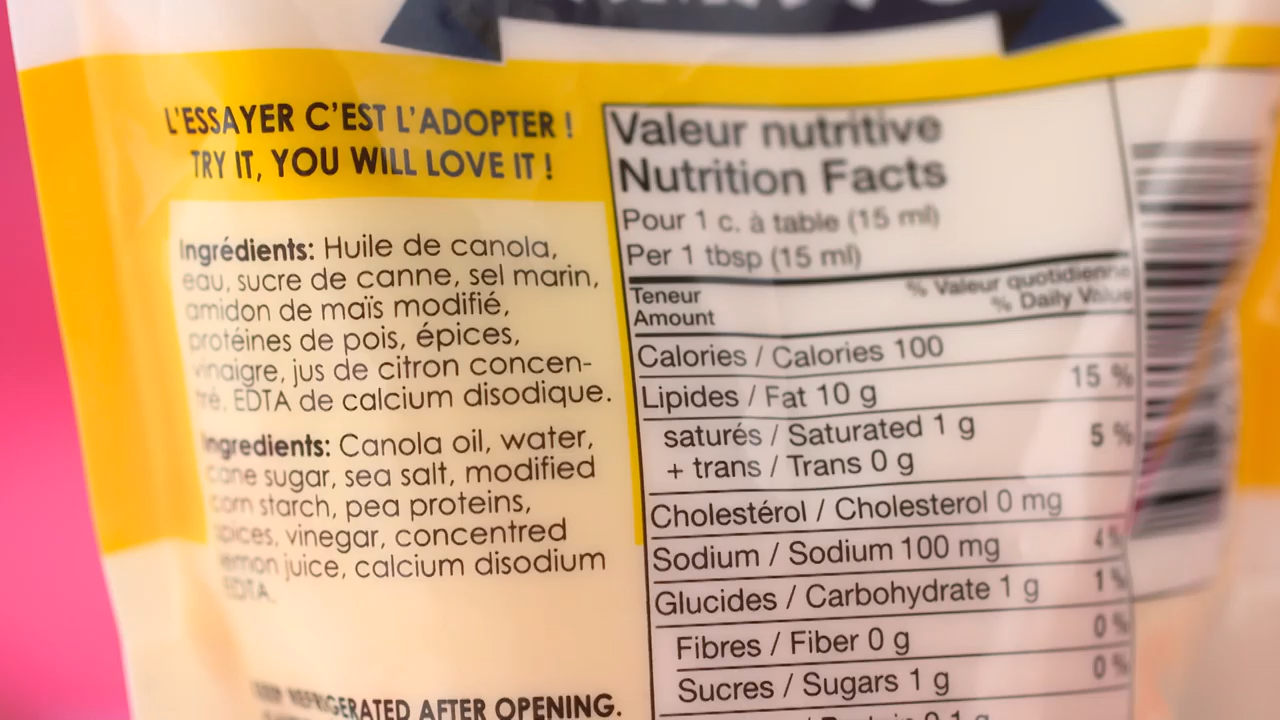 L'ESSAYER C'EST L'ADOPTER !
TRY IT, YOU WILL LOVE IT !
Ingrédients: Huile de canola,
eau, sucre de canne, sel marin,
amidon de maïs modifié,
protéines de pois, épices,
vinaigre, jus de citron concen-
tré, EDTA de calcium disodique.
Ingredients: Canola oil, water,
cane sugar, sea salt, modified
corn starch, pea proteins,
spices, vinegar, concentred
lemon juice, calcium disodium
EDTA.
KEEP REFRIGERATED AFTER OPENING.
Valeur nutritive
Nutrition Facts
Pour 1 c. à table (15 ml)
Per 1 tbsp (15 ml)
Teneur % Valeur quotidienne
Amount % Daily Value
Calories / Calories 100
Lipides / Fat 10 g 15 %
saturés / Saturated 1 g 5 %
+ trans / Trans 0 g
Cholestérol / Cholesterol 0 mg
Sodium / Sodium 100 mg 4 %
Glucides / Carbohydrate 1 g 1 %
Fibres / Fiber 0 g 0 %
Sucres / Sugars 1 g 0 %